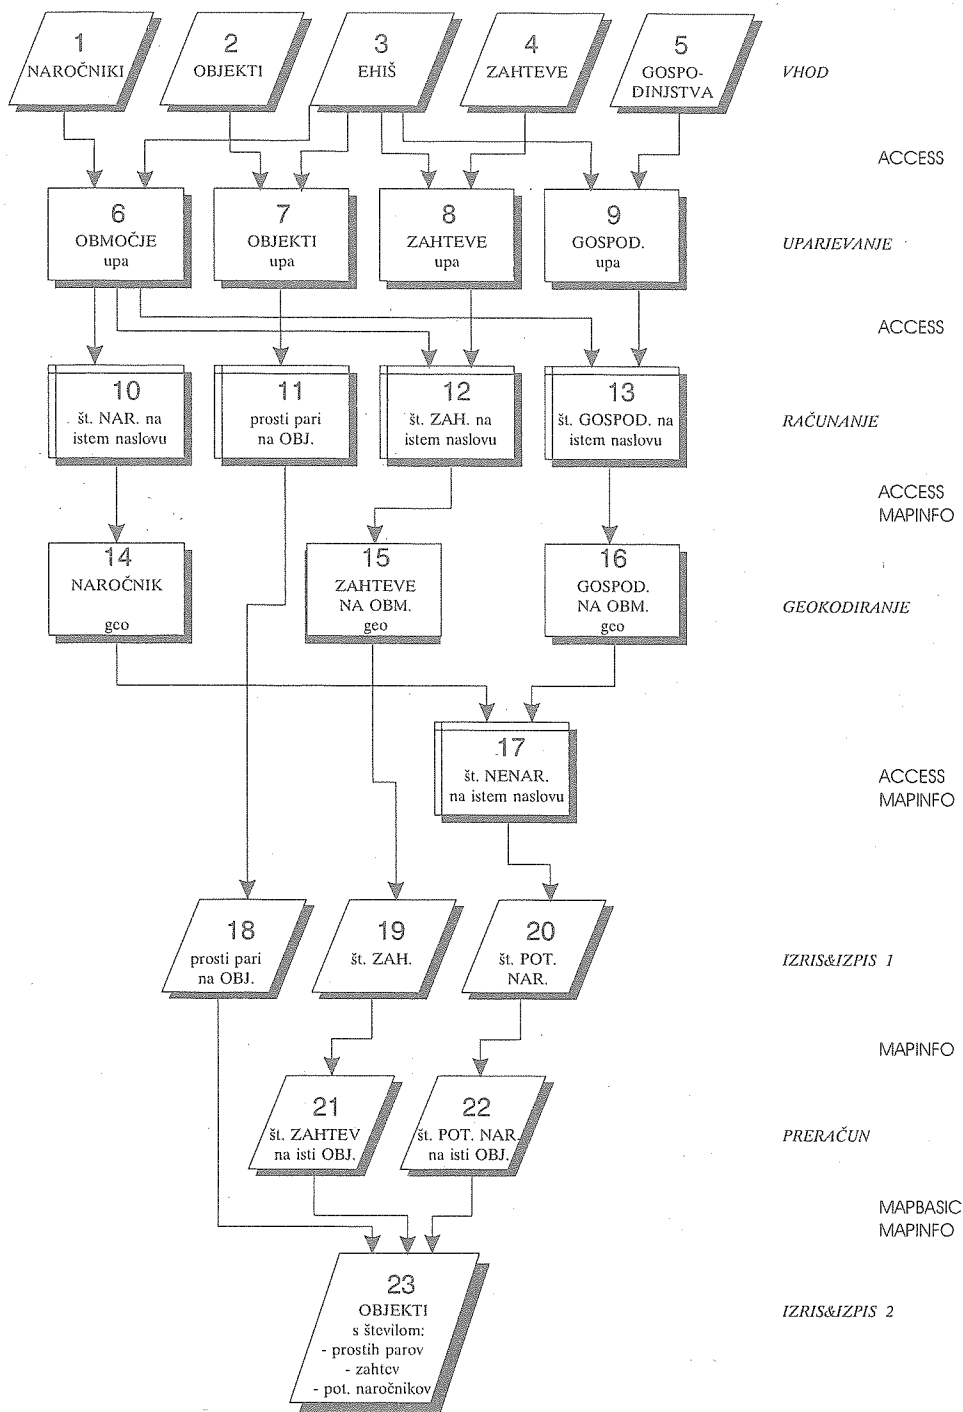 1
NAROČNIKI
2
OBJEKTI
3
EHIŠ
4
ZAHTEVE
5
GOSPO-
DINJSTVA
VHOD
ACCESS
6
OBMOČJE
upa
7
OBJEKTI
upa
8
ZAHTEVE
upa
9
GOSPOD.
upa
UPARJEVANJE
ACCESS
10
št. NAR. na
istem naslovu
11
prosti pari
na OBJ.
12
št. ZAH. na
istem naslovu
13
št. GOSPOD. na
istem naslovu
RAČUNANJE
ACCESS
MAPINFO
14
NAROČNIK
geo
15
ZAHTEVE
NA OBM.
geo
16
GOSPOD.
NA OBM.
geo
GEOKODIRANJE
17
št. NENAR.
na istem naslovu
ACCESS
MAPINFO
18
prosti pari
na OBJ.
19
št. ZAH.
20
št. POT.
NAR.
IZRIS&IZPIS 1
MAPINFO
21
št. ZAHTEV
na isti OBJ.
22
št. POT. NAR.
na isti OBJ.
PRERAČUN
MAPBASIC
MAPINFO
23
OBJEKTI
s številom:
- prostih parov
- zahtev
- pot. naročnikov
IZRIS&IZPIS 2